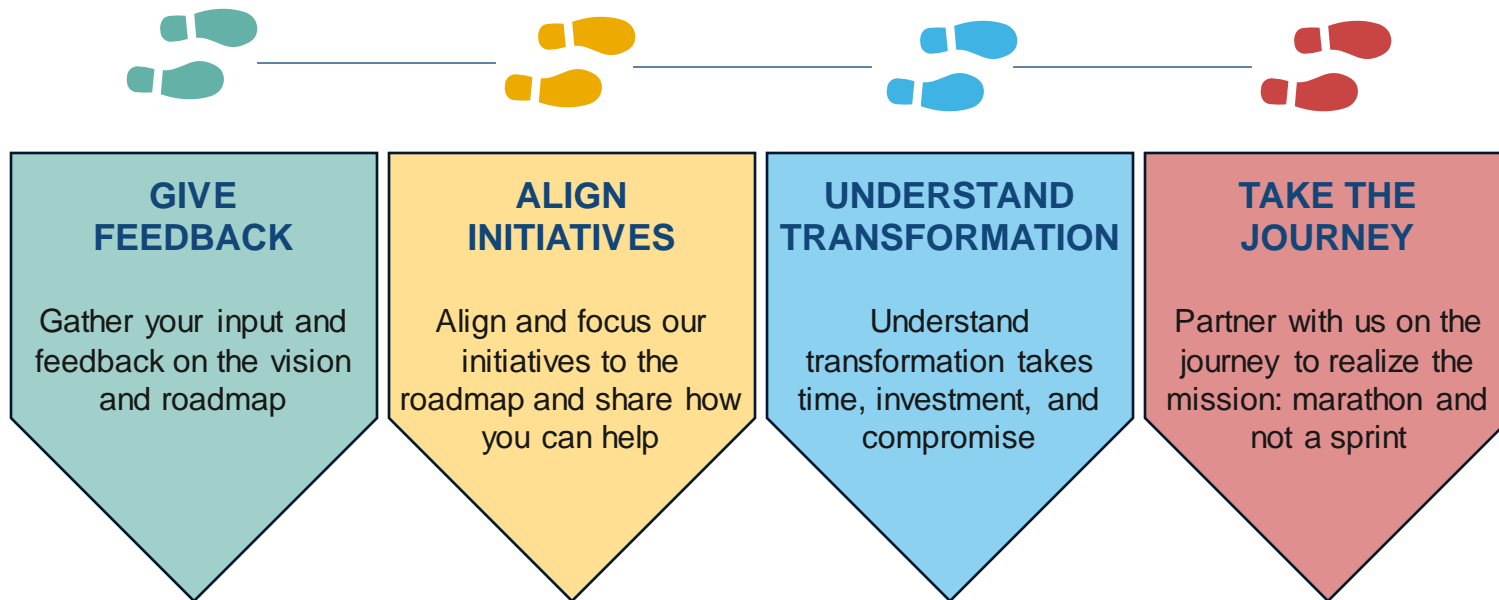 GIVE
FEEDBACK
Gather your input and
feedback on the vision
and roadmap
ALIGN
INITIATIVES
Align and focus our
initiatives to the
roadmap and share how
you can help
UNDERSTAND
TRANSFORMATION
Understand
transformation takes
time, investment, and
compromise
TAKE THE
JOURNEY
Partner with us on the
journey to realize the
mission: marathon and
not a sprint